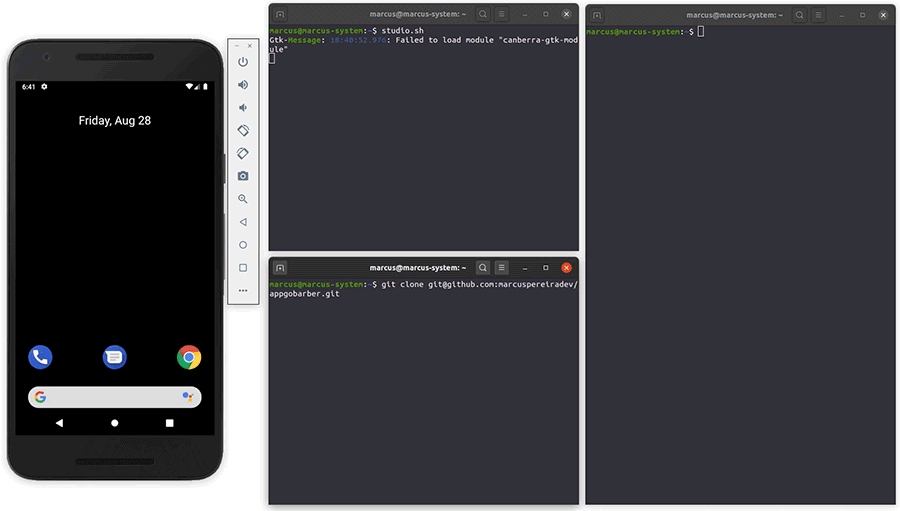 6:41
Friday, Aug 28
marcus@marcus-system: ~
marcus@marcus-system:~$ studio.sh
Gtk-Message: 18:40:52.976: Failed to load module "canberra-gtk-mod
ule"
marcus@marcus-system: ~
marcus@marcus-system:~$ git clone git@github.com:marcuspereiradev/
appgobarber.git
marcus@marcus-system: ~
marcus@marcus-system:~$